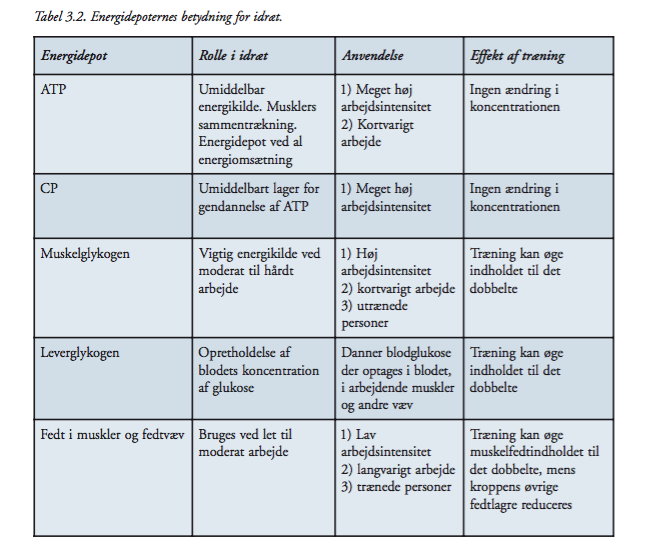 Tabel 3.2. Energidepoternes betydning for idræt.
Energidepot
Rolle i idræt
Anvendelse
Effekt af træning
ATP
Umiddelbar
energikilde. Musklers
sammentrækning.
Energidepot ved al
energiomsætning
1) Meget høj
arbejdsintensitet
2) Kortvarigt
arbejde
Ingen ændring i
koncentrationen
CP
Umiddelbart lager for
gendannelse af ATP
1) Meget høj
arbejdsintensitet
Ingen ændring i
koncentrationen
Muskelglykogen
Vigtig energikilde ved
moderat til hårdt
arbejde
1) Høj
arbejdsintensitet
2) kortvarigt arbejde
3) utrænede
personer
Træning kan øge
indholdet til det
dobbelte
Leverglykogen
Opretholdelse af
blodets koncentration
af glukose
Danner blodglukose
der optages i blodet,
i arbejdende muskler
og andre væv
Træning kan øge
indholdet til det
dobbelte
Fedt i muskler og fedtvæv
Bruges ved let til
moderat arbejde
1) Lav
arbejdsintensitet
2) langvarigt arbejde
3) trænede personer
Træning kan øge
muskelfedtindholdet til
det dobbelte, mens
kroppens øvrige
fedtlagre reduceres